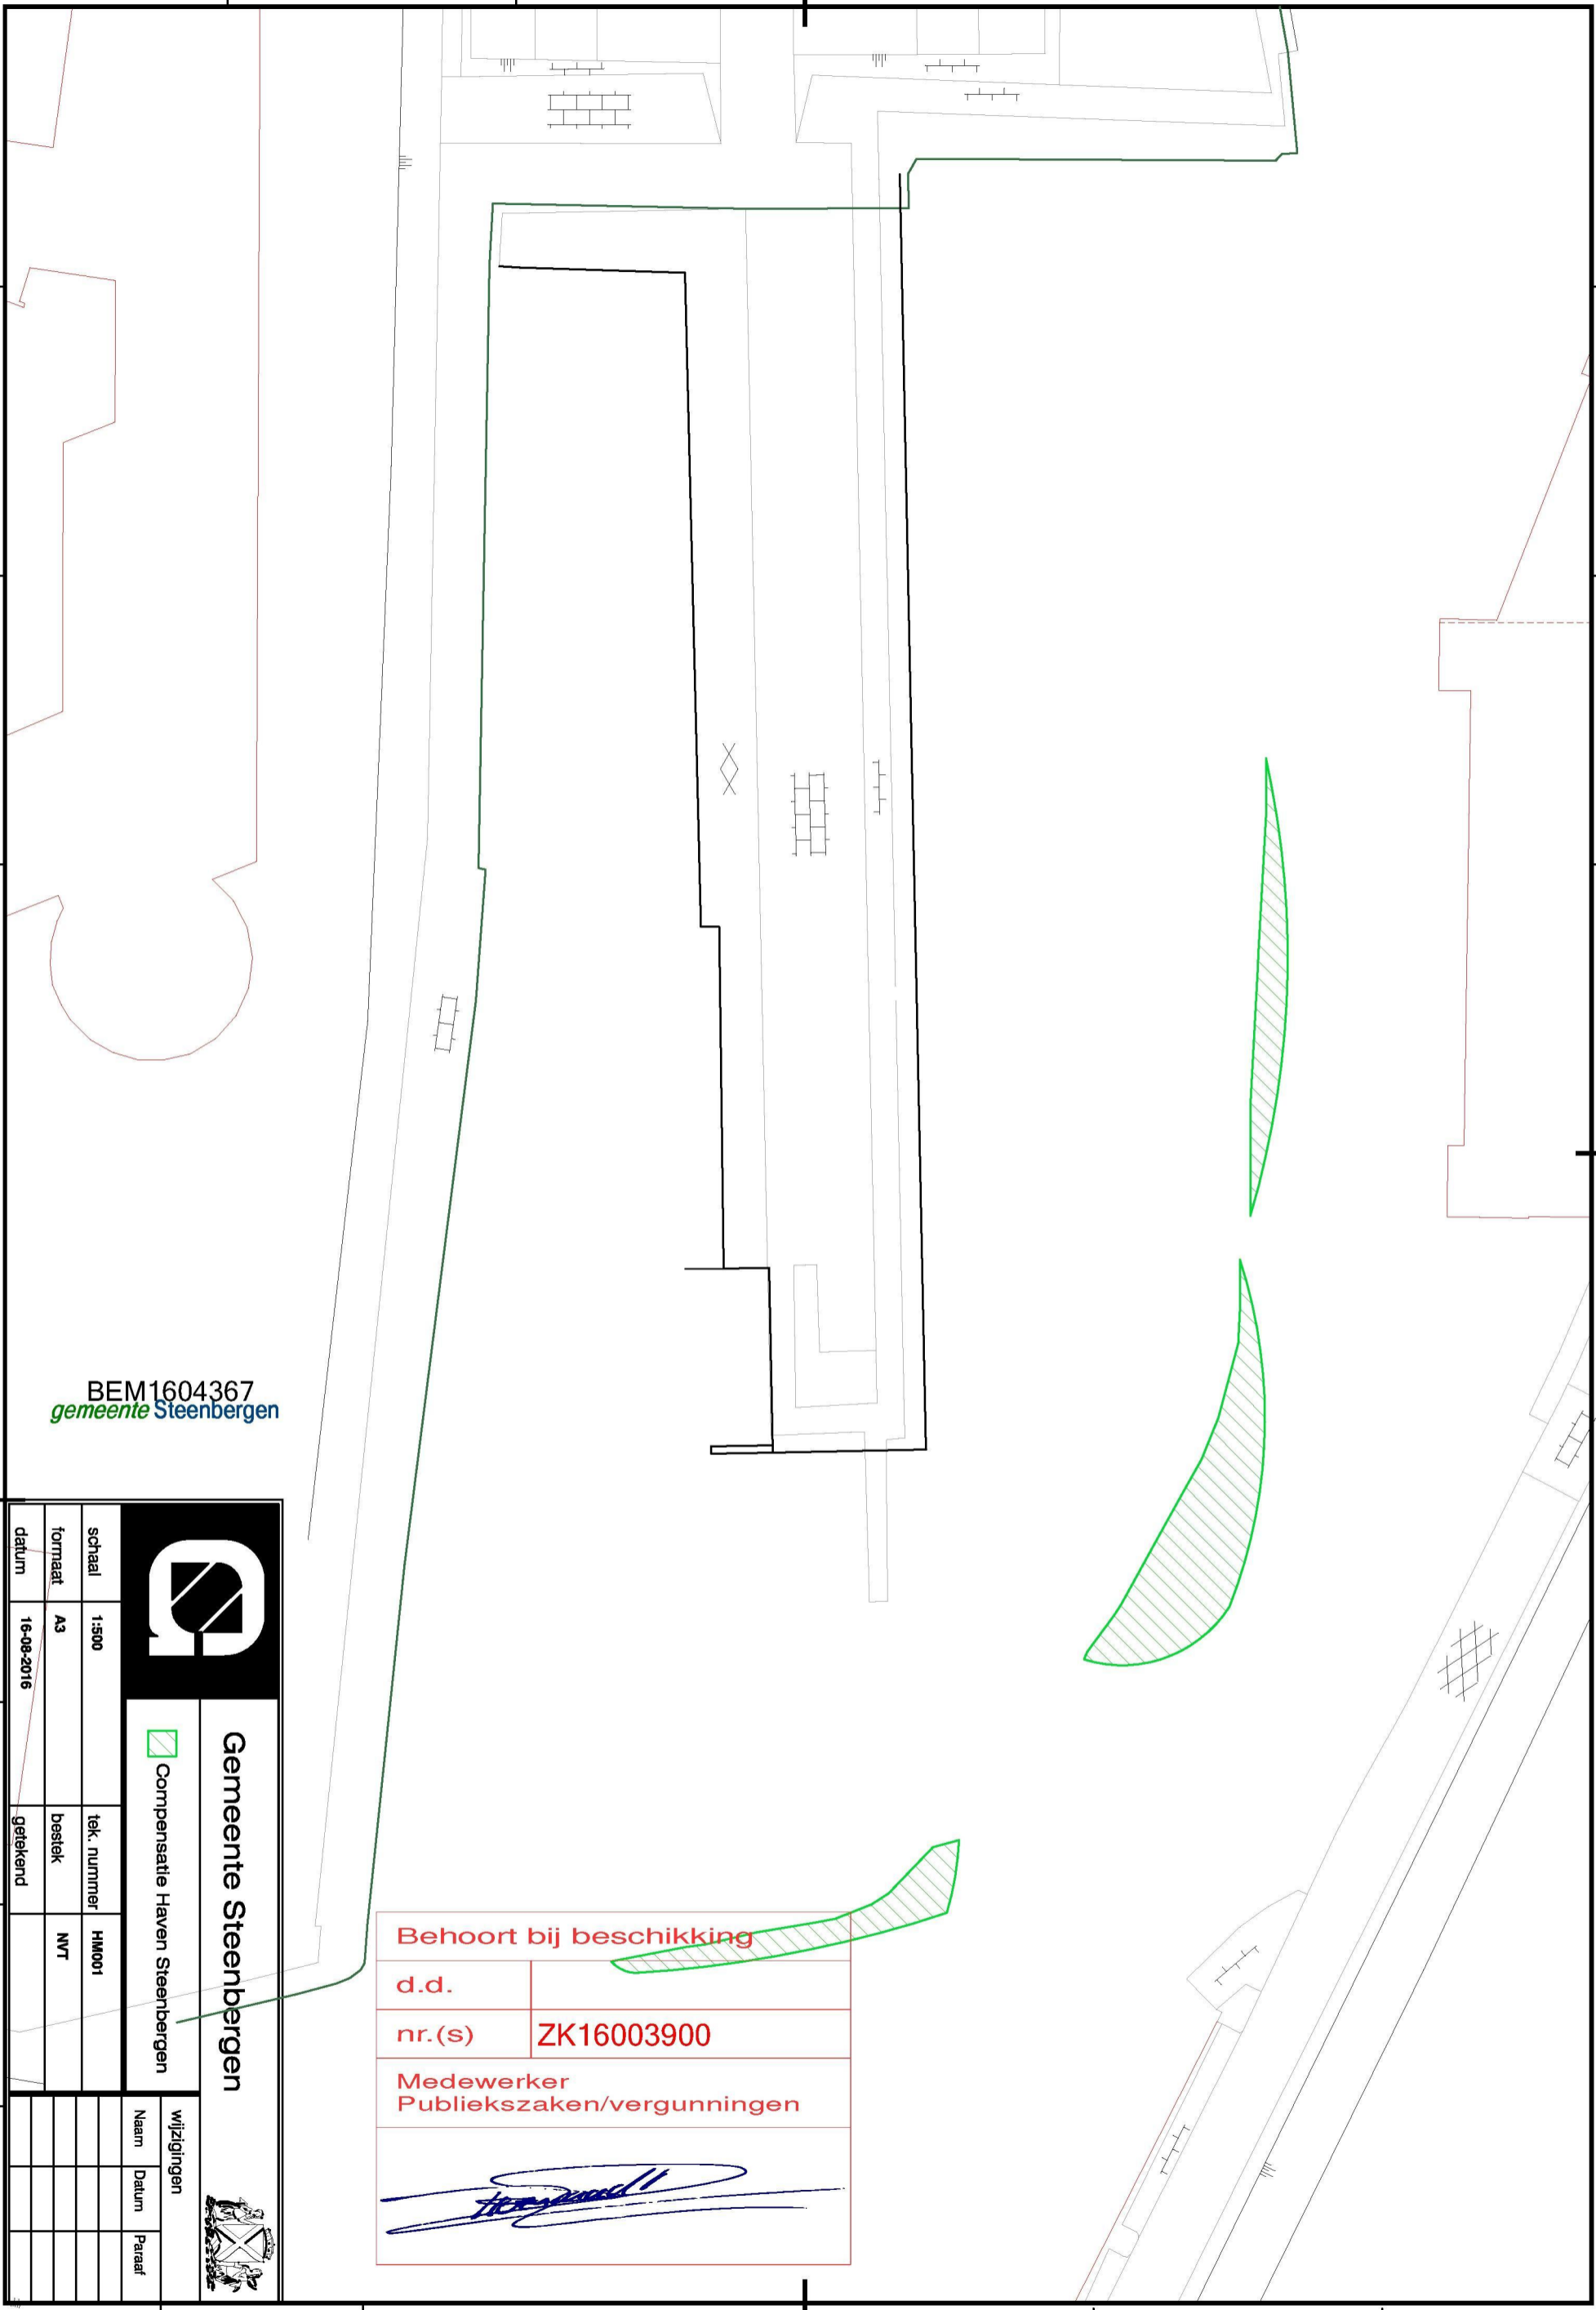 BEM1604367
gemeente Steenbergen
Gemeente Steenbergen
Compensatie Haven Steenbergen
schaal 1:500 tek. nummer HM001
formaat A3 bestek NVT
datum 16-08-2016 getekend
wijzigingen
Naam Datum Paraaf
Behoort bij beschikking
d.d.
nr.(s) ZK16003900
Medewerker
Publiekszaken/vergunningen